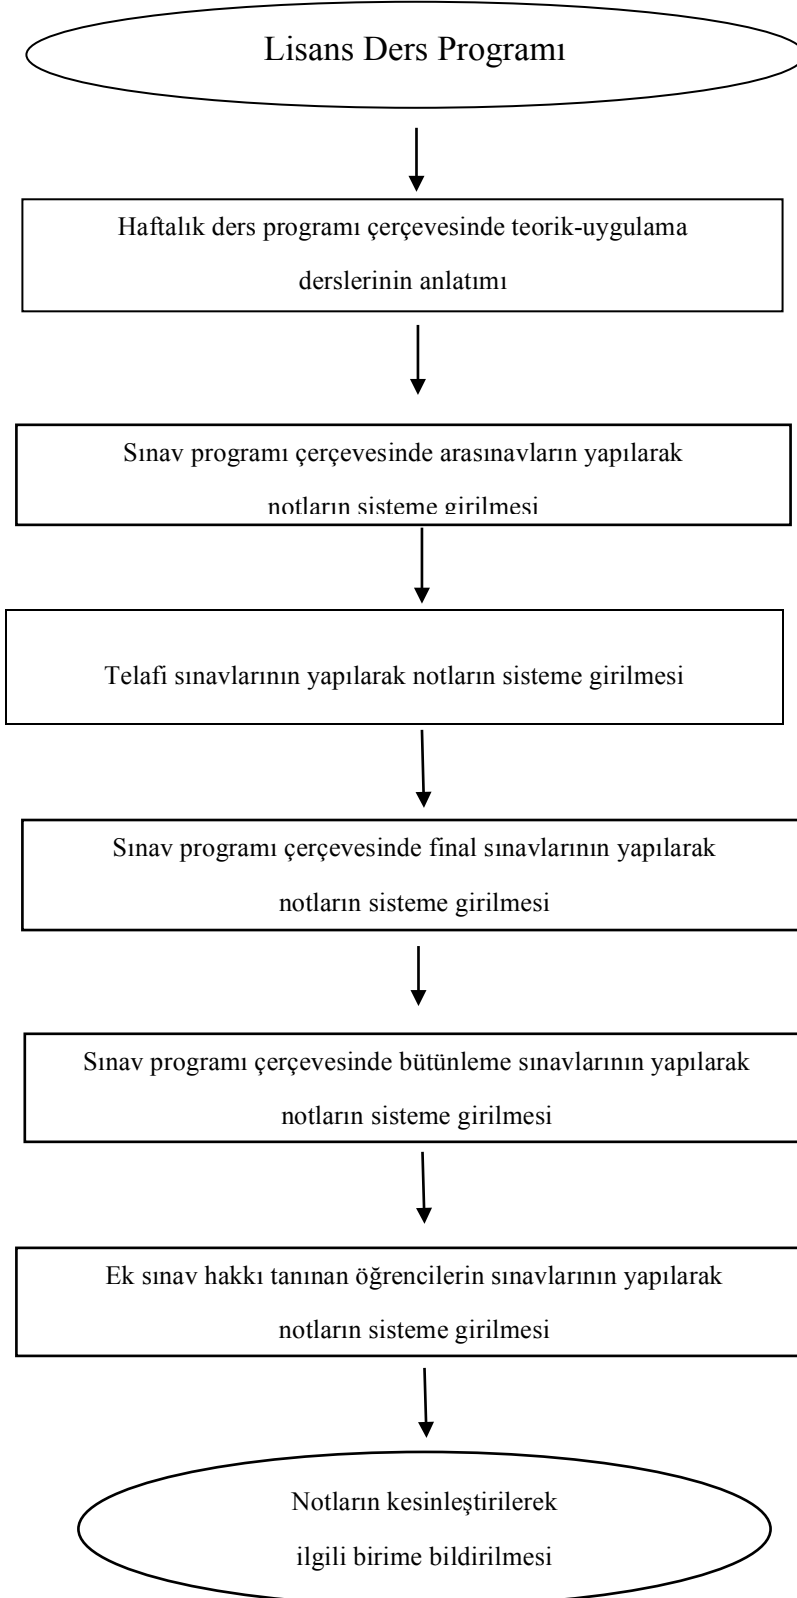 Lisans Ders Programı
Haftalık ders programı çerçevesinde teorik-uygulama
derslerinin anlatımı
Sınav programı çerçevesinde arasınavların yapılarak
notların sisteme girilmesi
Telafi sınavlarının yapılarak notların sisteme girilmesi
Sınav programı çerçevesinde final sınavlarının yapılarak
notların sisteme girilmesi
Sınav programı çerçevesinde bütünleme sınavlarının yapılarak
notların sisteme girilmesi
Ek sınav hakkı tanınan öğrencilerin sınavlarının yapılarak
notların sisteme girilmesi
Notların kesinleştirilerek
ilgili birime bildirilmesi